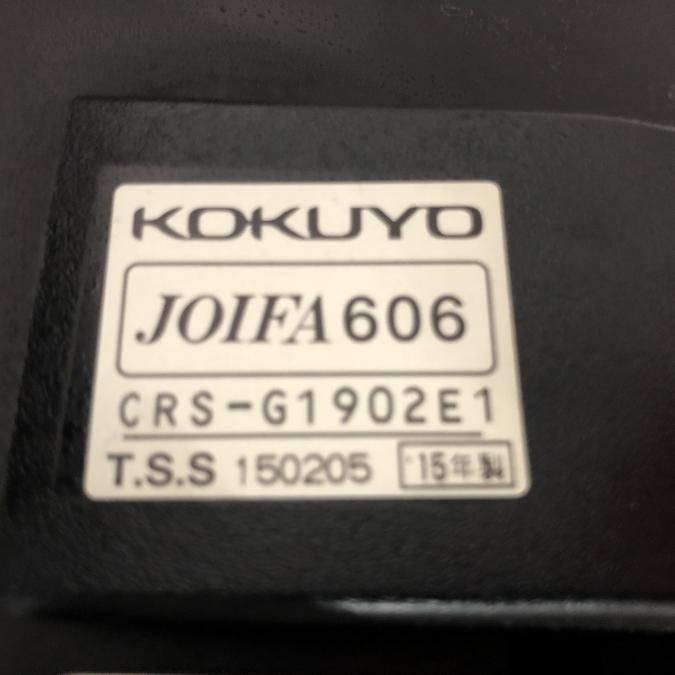 KOKUYO
JOIFA 606
CRS-G1902E1
T.S.S 150205 '15年製